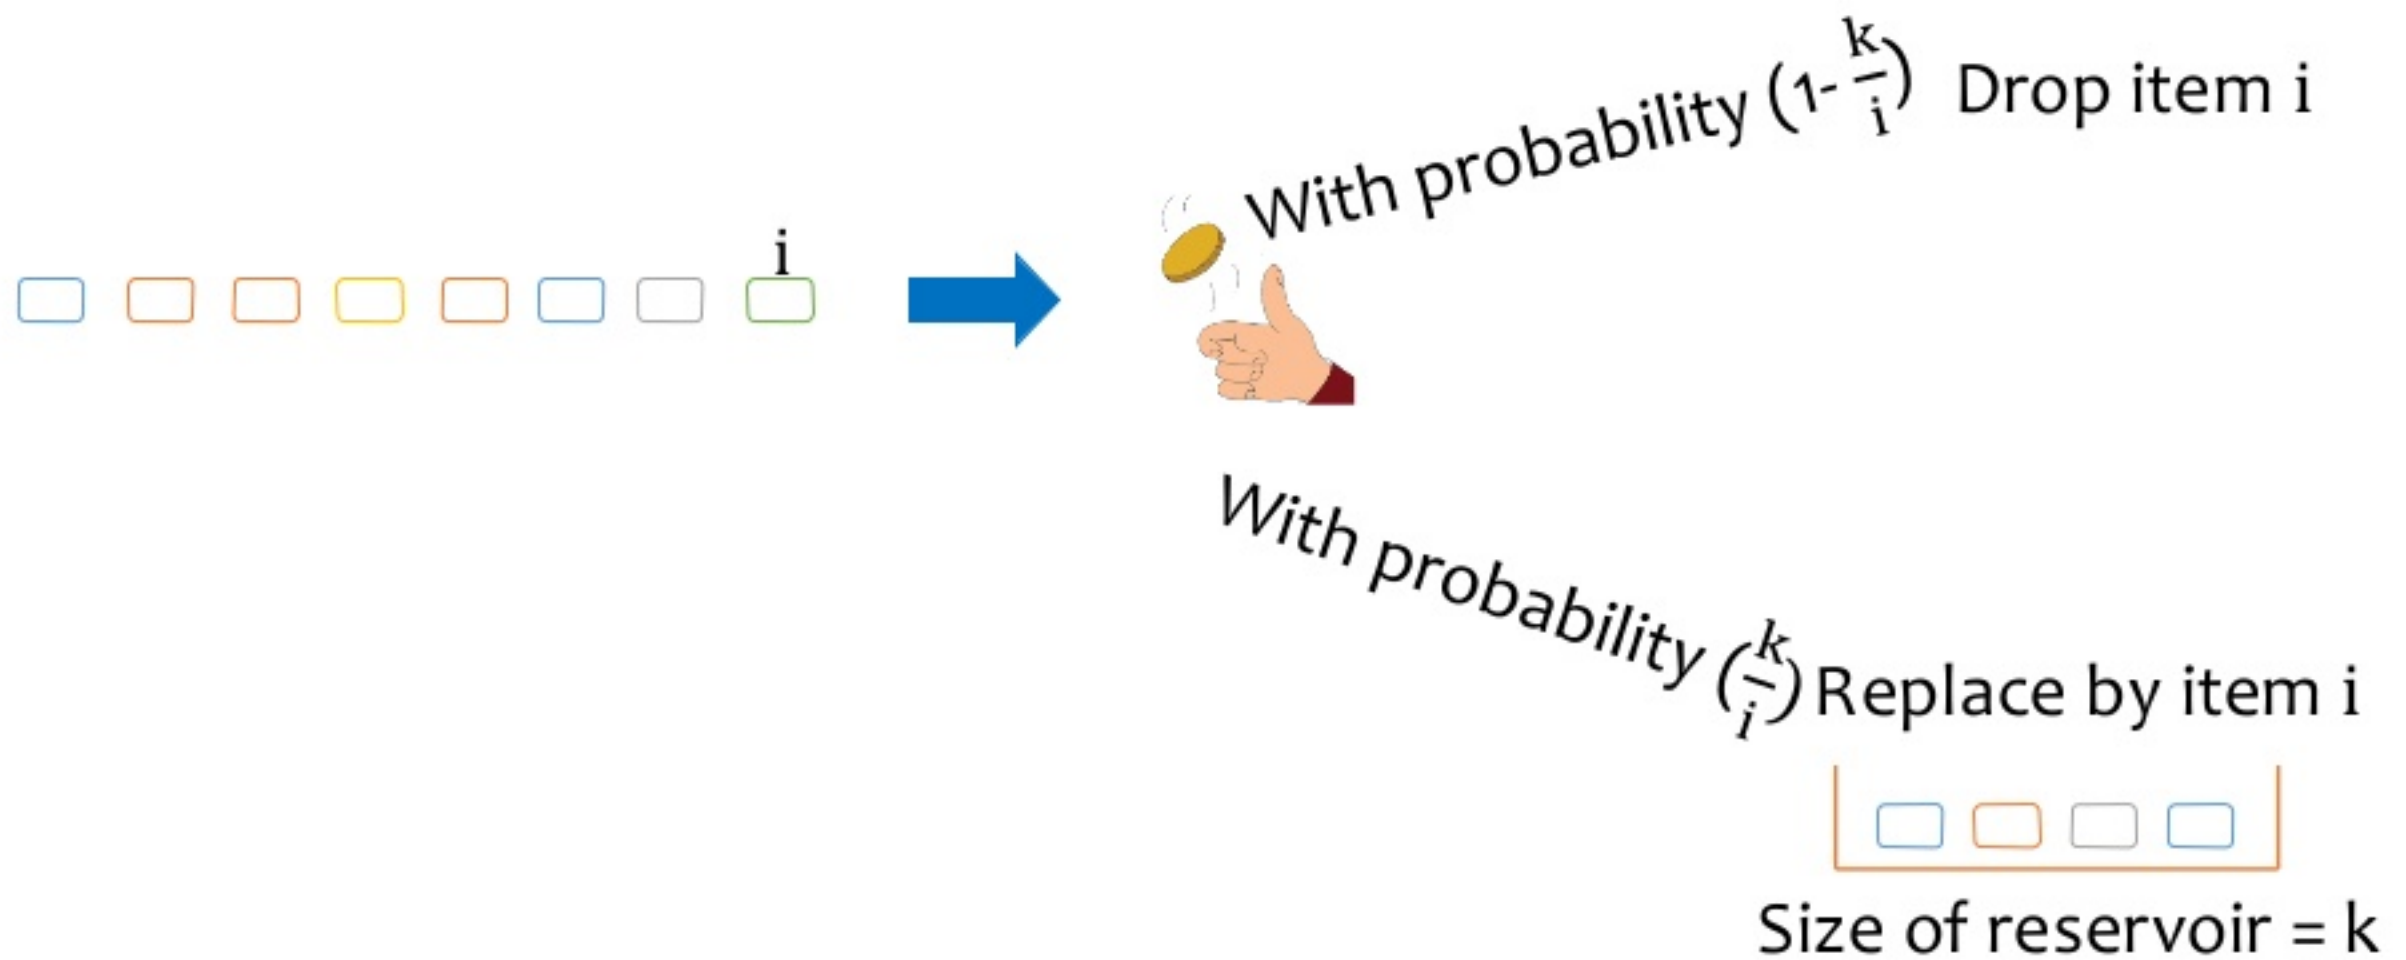 With probability (1- k/i) Drop item i
i
With probability (k/i) Replace by item i
Size of reservoir = k